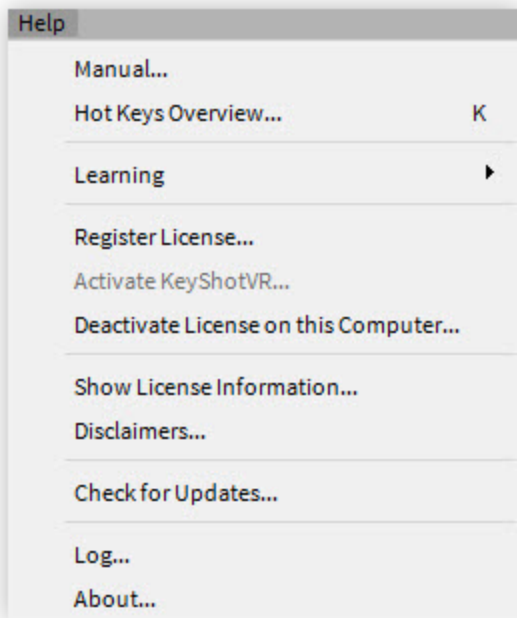 Help
Manual...
Hot Keys Overview... K
Learning
Register License...
Activate KeyShotVR...
Deactivate License on this Computer...
Show License Information...
Disclaimers...
Check for Updates...
Log...
About...